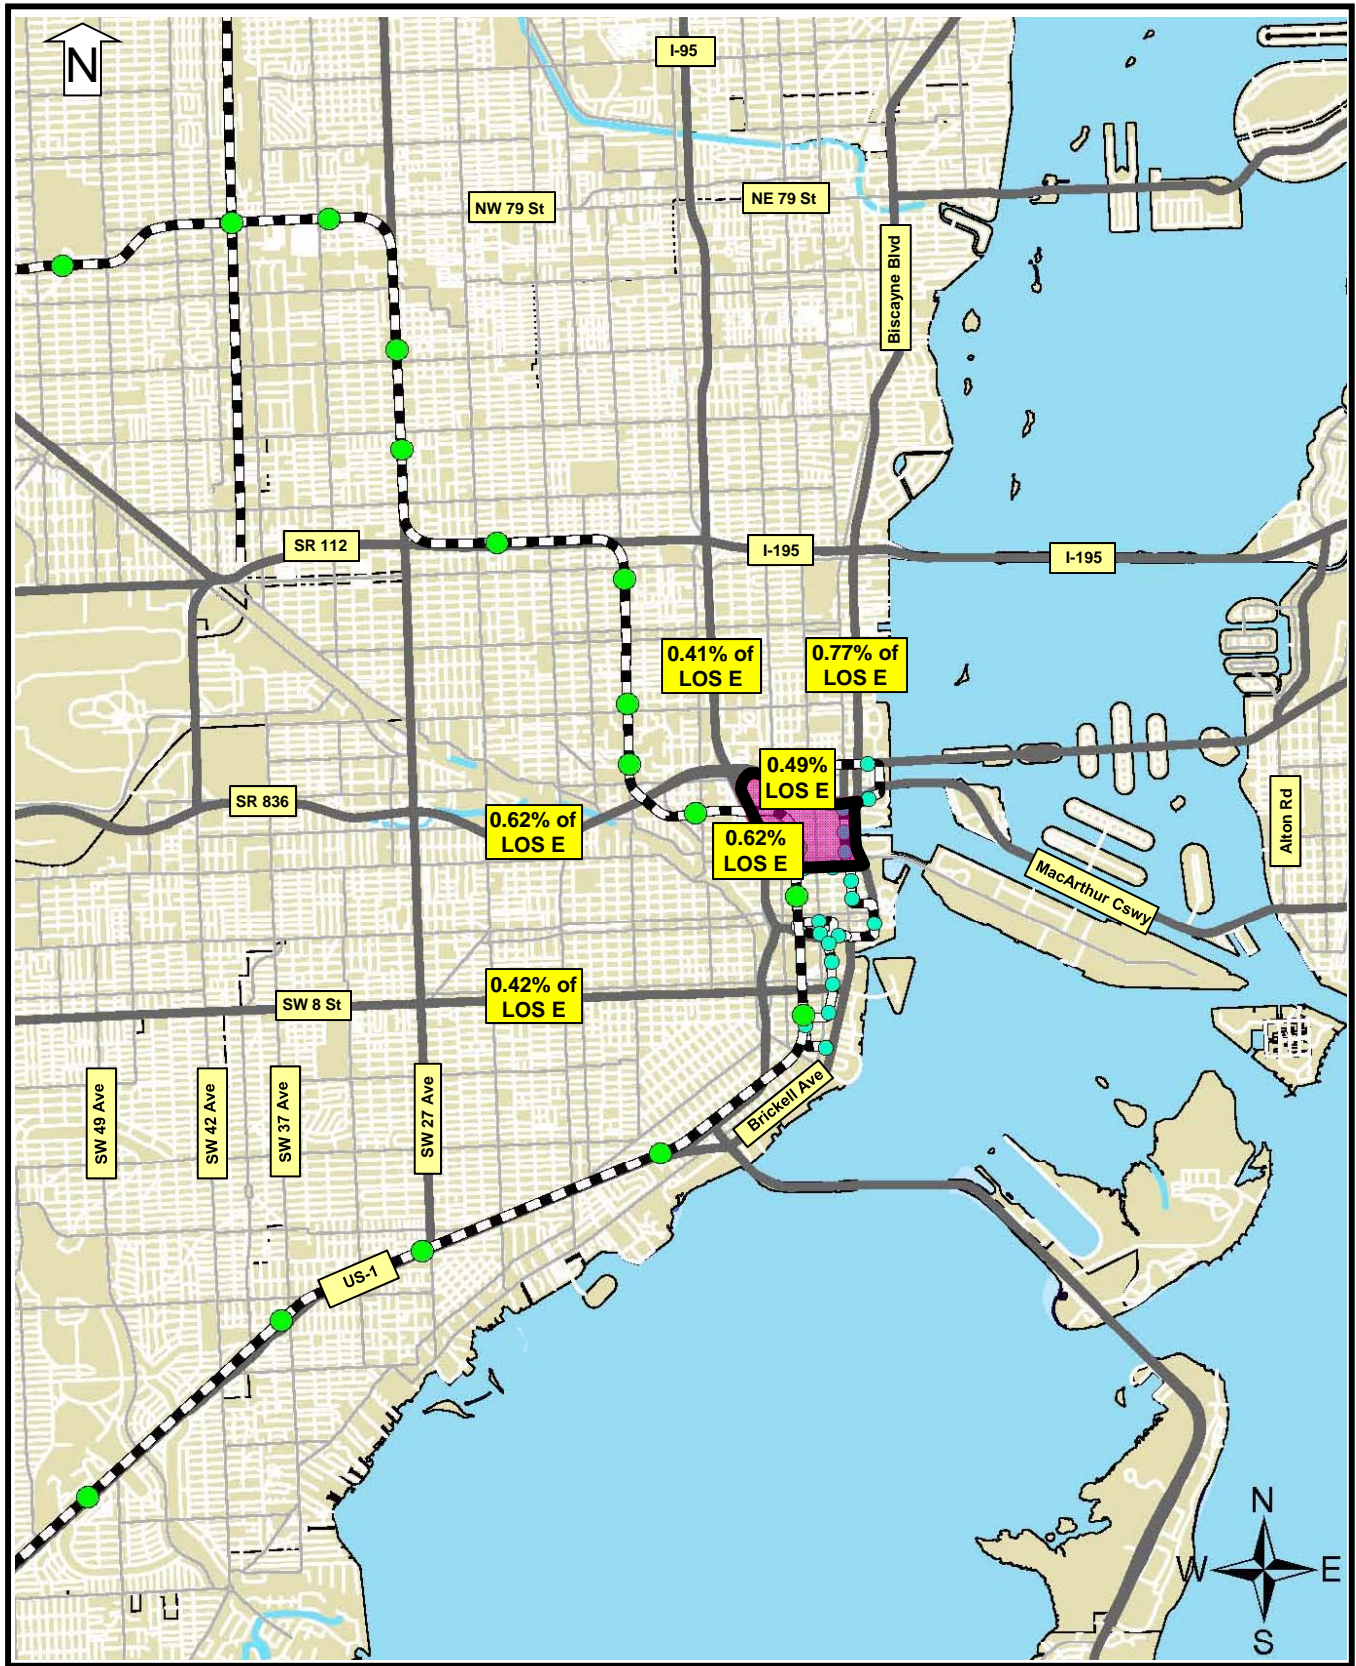 N
I-95
NW 79 St
NE 79 St
Biscayne Blvd
SR 112
I-195
I-195
0.41% of
LOS E
0.77% of
LOS E
0.49%
LOS E
SR 836
0.62% of
LOS E
0.62%
LOS E
Alton Rd
MacArthur Cswy
SW 8 St
0.42% of
LOS E
SW 49 Ave
SW 42 Ave
SW 37 Ave
SW 27 Ave
Brickell Ave
US-1
N
W
E
S